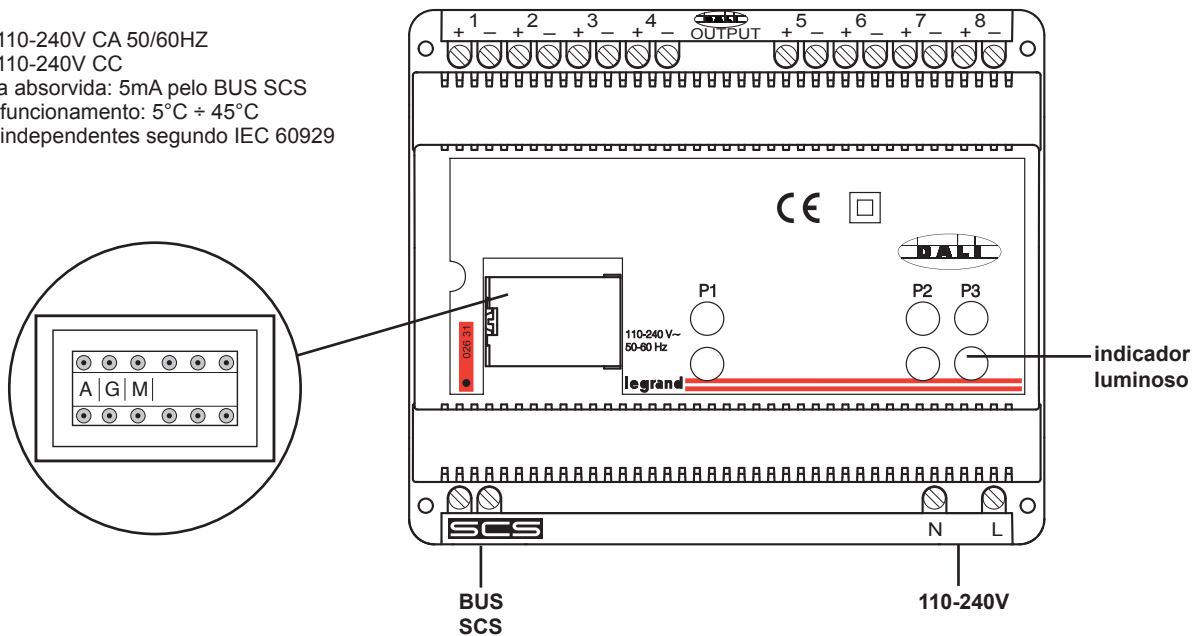 110-240V CA 50/60HZ
110-240V CC
a absorvida: 5mA pelo BUS SCS
funcionamento: 5°C ÷ 45°C
independentes segundo IEC 60929
1 2 3 4 DALI 5 6 7 8
+ – + – + – + – OUTPUT + – + – + – + –
CE
DALI
P1 P2 P3
026 31
110-240 V~
50-60 Hz
legrand
indicador
luminoso
A G M
SCS
N L
BUS
SCS
110-240V